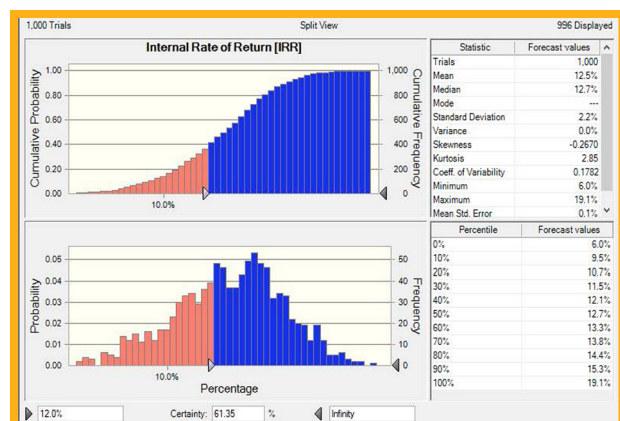 1,000 Trials Split View 996 Displayed
Internal Rate of Return [IRR]
Cumulative Probability
1.00
0.80
0.60
0.40
0.20
0.00
10.0%
1,000
800
600
400
200
0
Cumulative Frequency
Statistic Forecast values
Trials 1,000
Mean 12.5%
Median 12.7%
Mode ---
Standard Deviation 2.2%
Variance 0.0%
Skewness -0.2670
Kurtosis 2.85
Coeff. of Variability 0.1782
Minimum 6.0%
Maximum 19.1%
Mean Std. Error 0.1%
Probability
0.05
0.04
0.03
0.02
0.01
0.00
10.0%
Percentage
50
40
30
20
10
0
Frequency
Percentile Forecast values
0% 6.0%
10% 9.5%
20% 10.7%
30% 11.5%
40% 12.1%
50% 12.7%
60% 13.3%
70% 13.8%
80% 14.4%
90% 15.3%
100% 19.1%
12.0% Certainty: 61.35 % Infinity